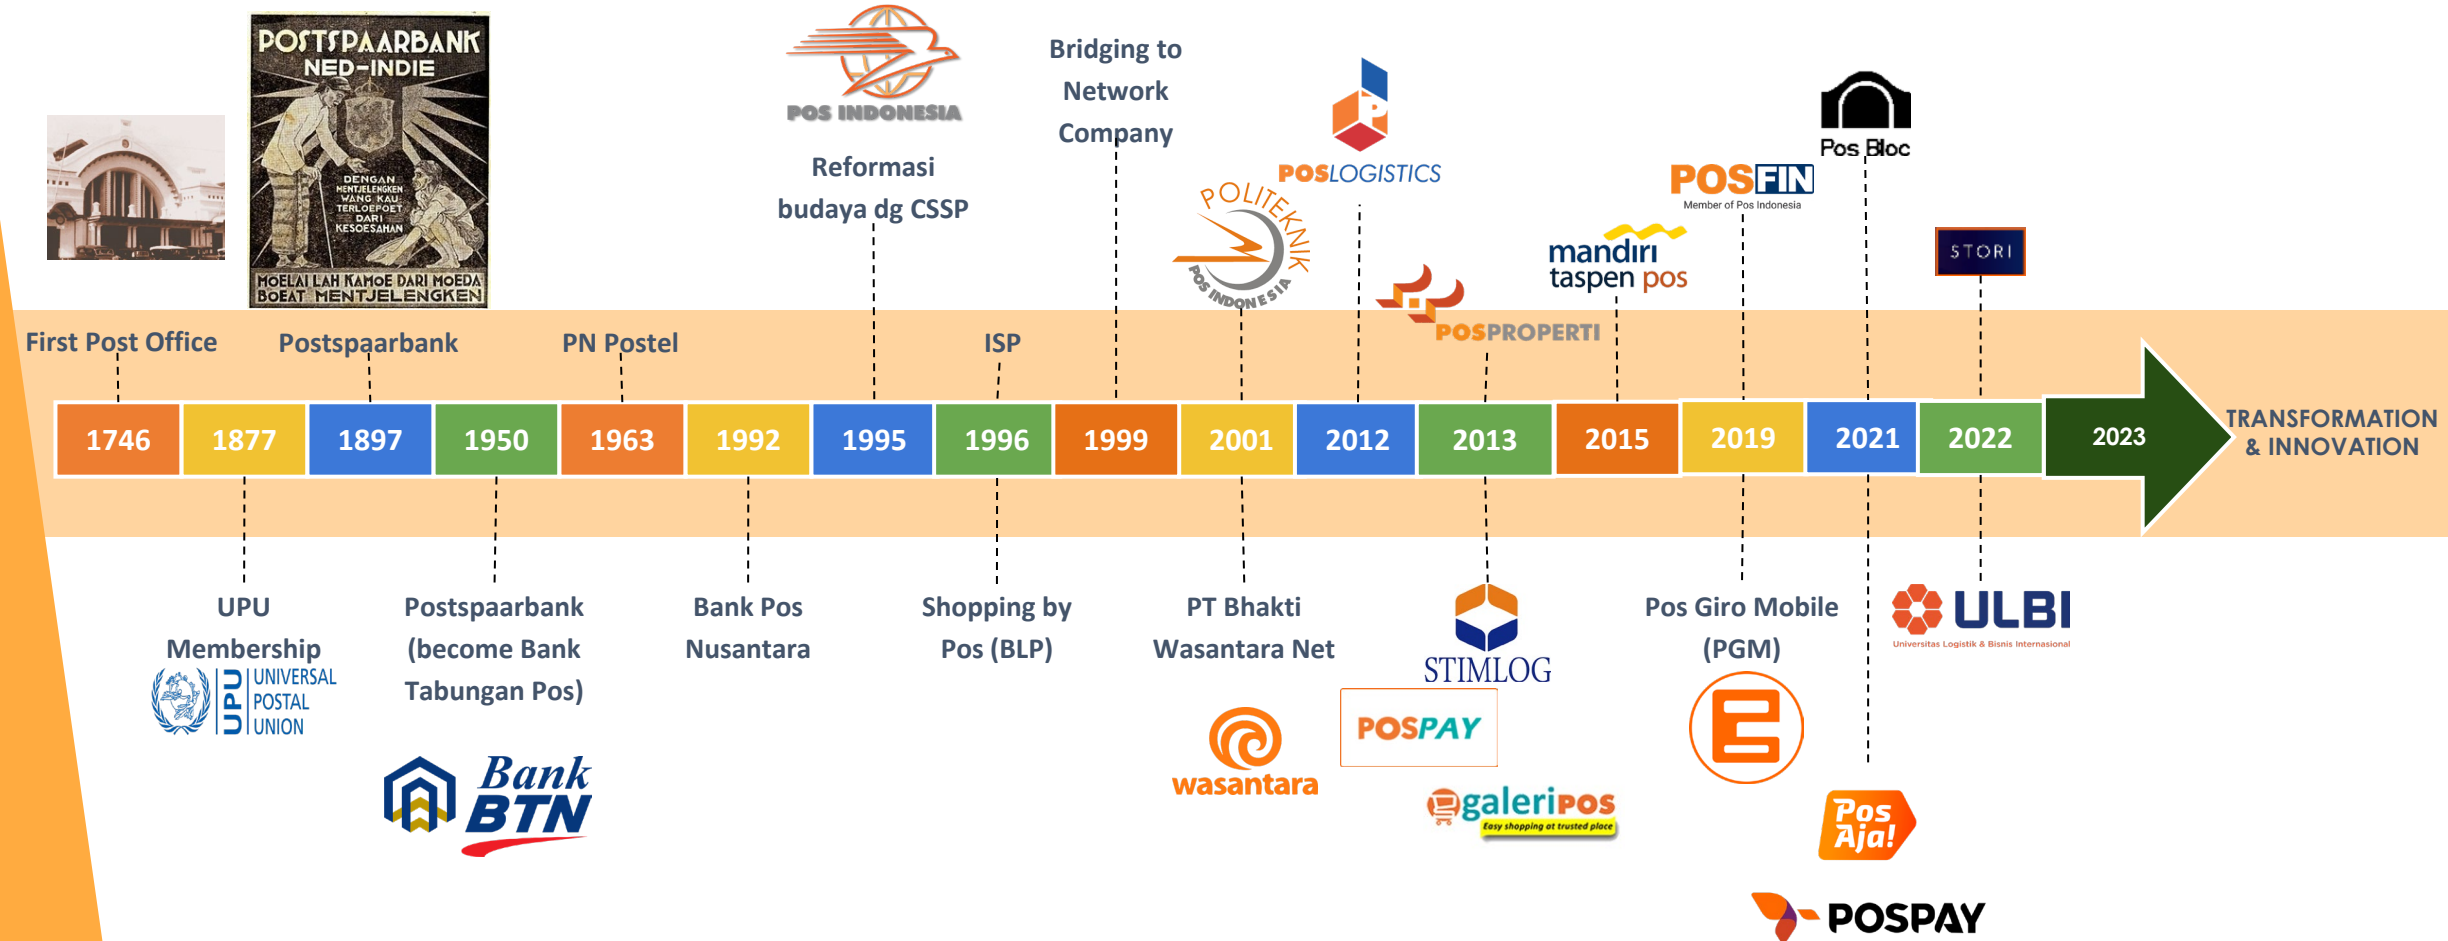 POSTSPAARBANK
NED-INDIE
DENGAN
MENTJELENGKEN
WANG KAU
TERLOEPOET
DARI
KESOESAHAN
MOELAI LAH KAMOE DARI MOEDA
BOEAT MENTJELENGKEN
POS INDONESIA
Reformasi
budaya dg CSSP
Bridging to
Network
Company
POLITEKNIK
POS INDONESIA
P
POSLOGISTICS
POSPROPERTI
mandiri
taspen pos
POSFIN
Member of Pos Indonesia
Pos Bloc
STORI
First Post Office
Postspaarbank
PN Postel
ISP
1746
1877
1897
1950
1963
1992
1995
1996
1999
2001
2012
2013
2015
2019
2021
2022
2023
TRANSFORMATION
& INNOVATION
UPU
Membership
UPU
UNIVERSAL
POSTAL
UNION
Postspaarbank
(become Bank
Tabungan Pos)
Bank
BTN
Bank Pos
Nusantara
Shopping by
Pos (BLP)
PT Bhakti
Wasantara Net
wasantara
STIMLOG
POSPAY
galeripos
Easy shopping at trusted place
Pos Giro Mobile
(PGM)
Pos
Aja!
POSPAY
ULBI
Universitas Logistik & Bisnis Internasional